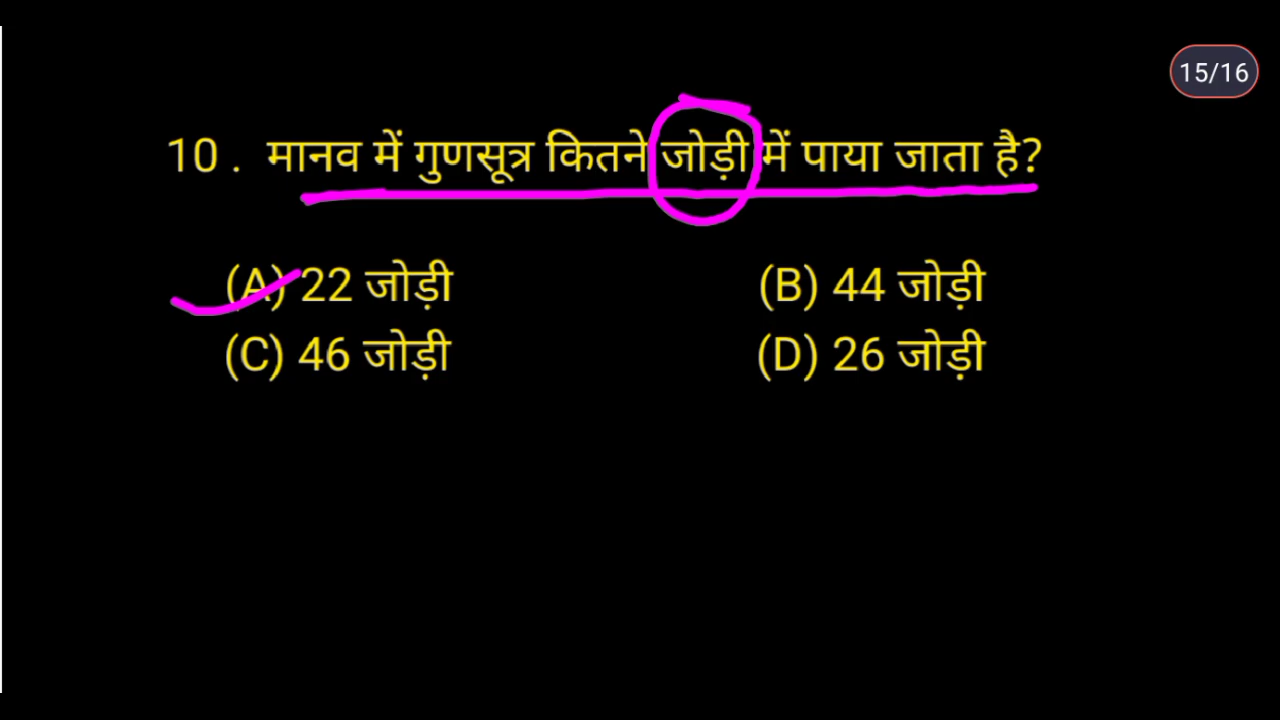 15/16
10 . मानव में गुणसूत्र कितने जोड़ी में पाया जाता है?
(A) 22 जोड़ी (B) 44 जोड़ी
(C) 46 जोड़ी (D) 26 जोड़ी